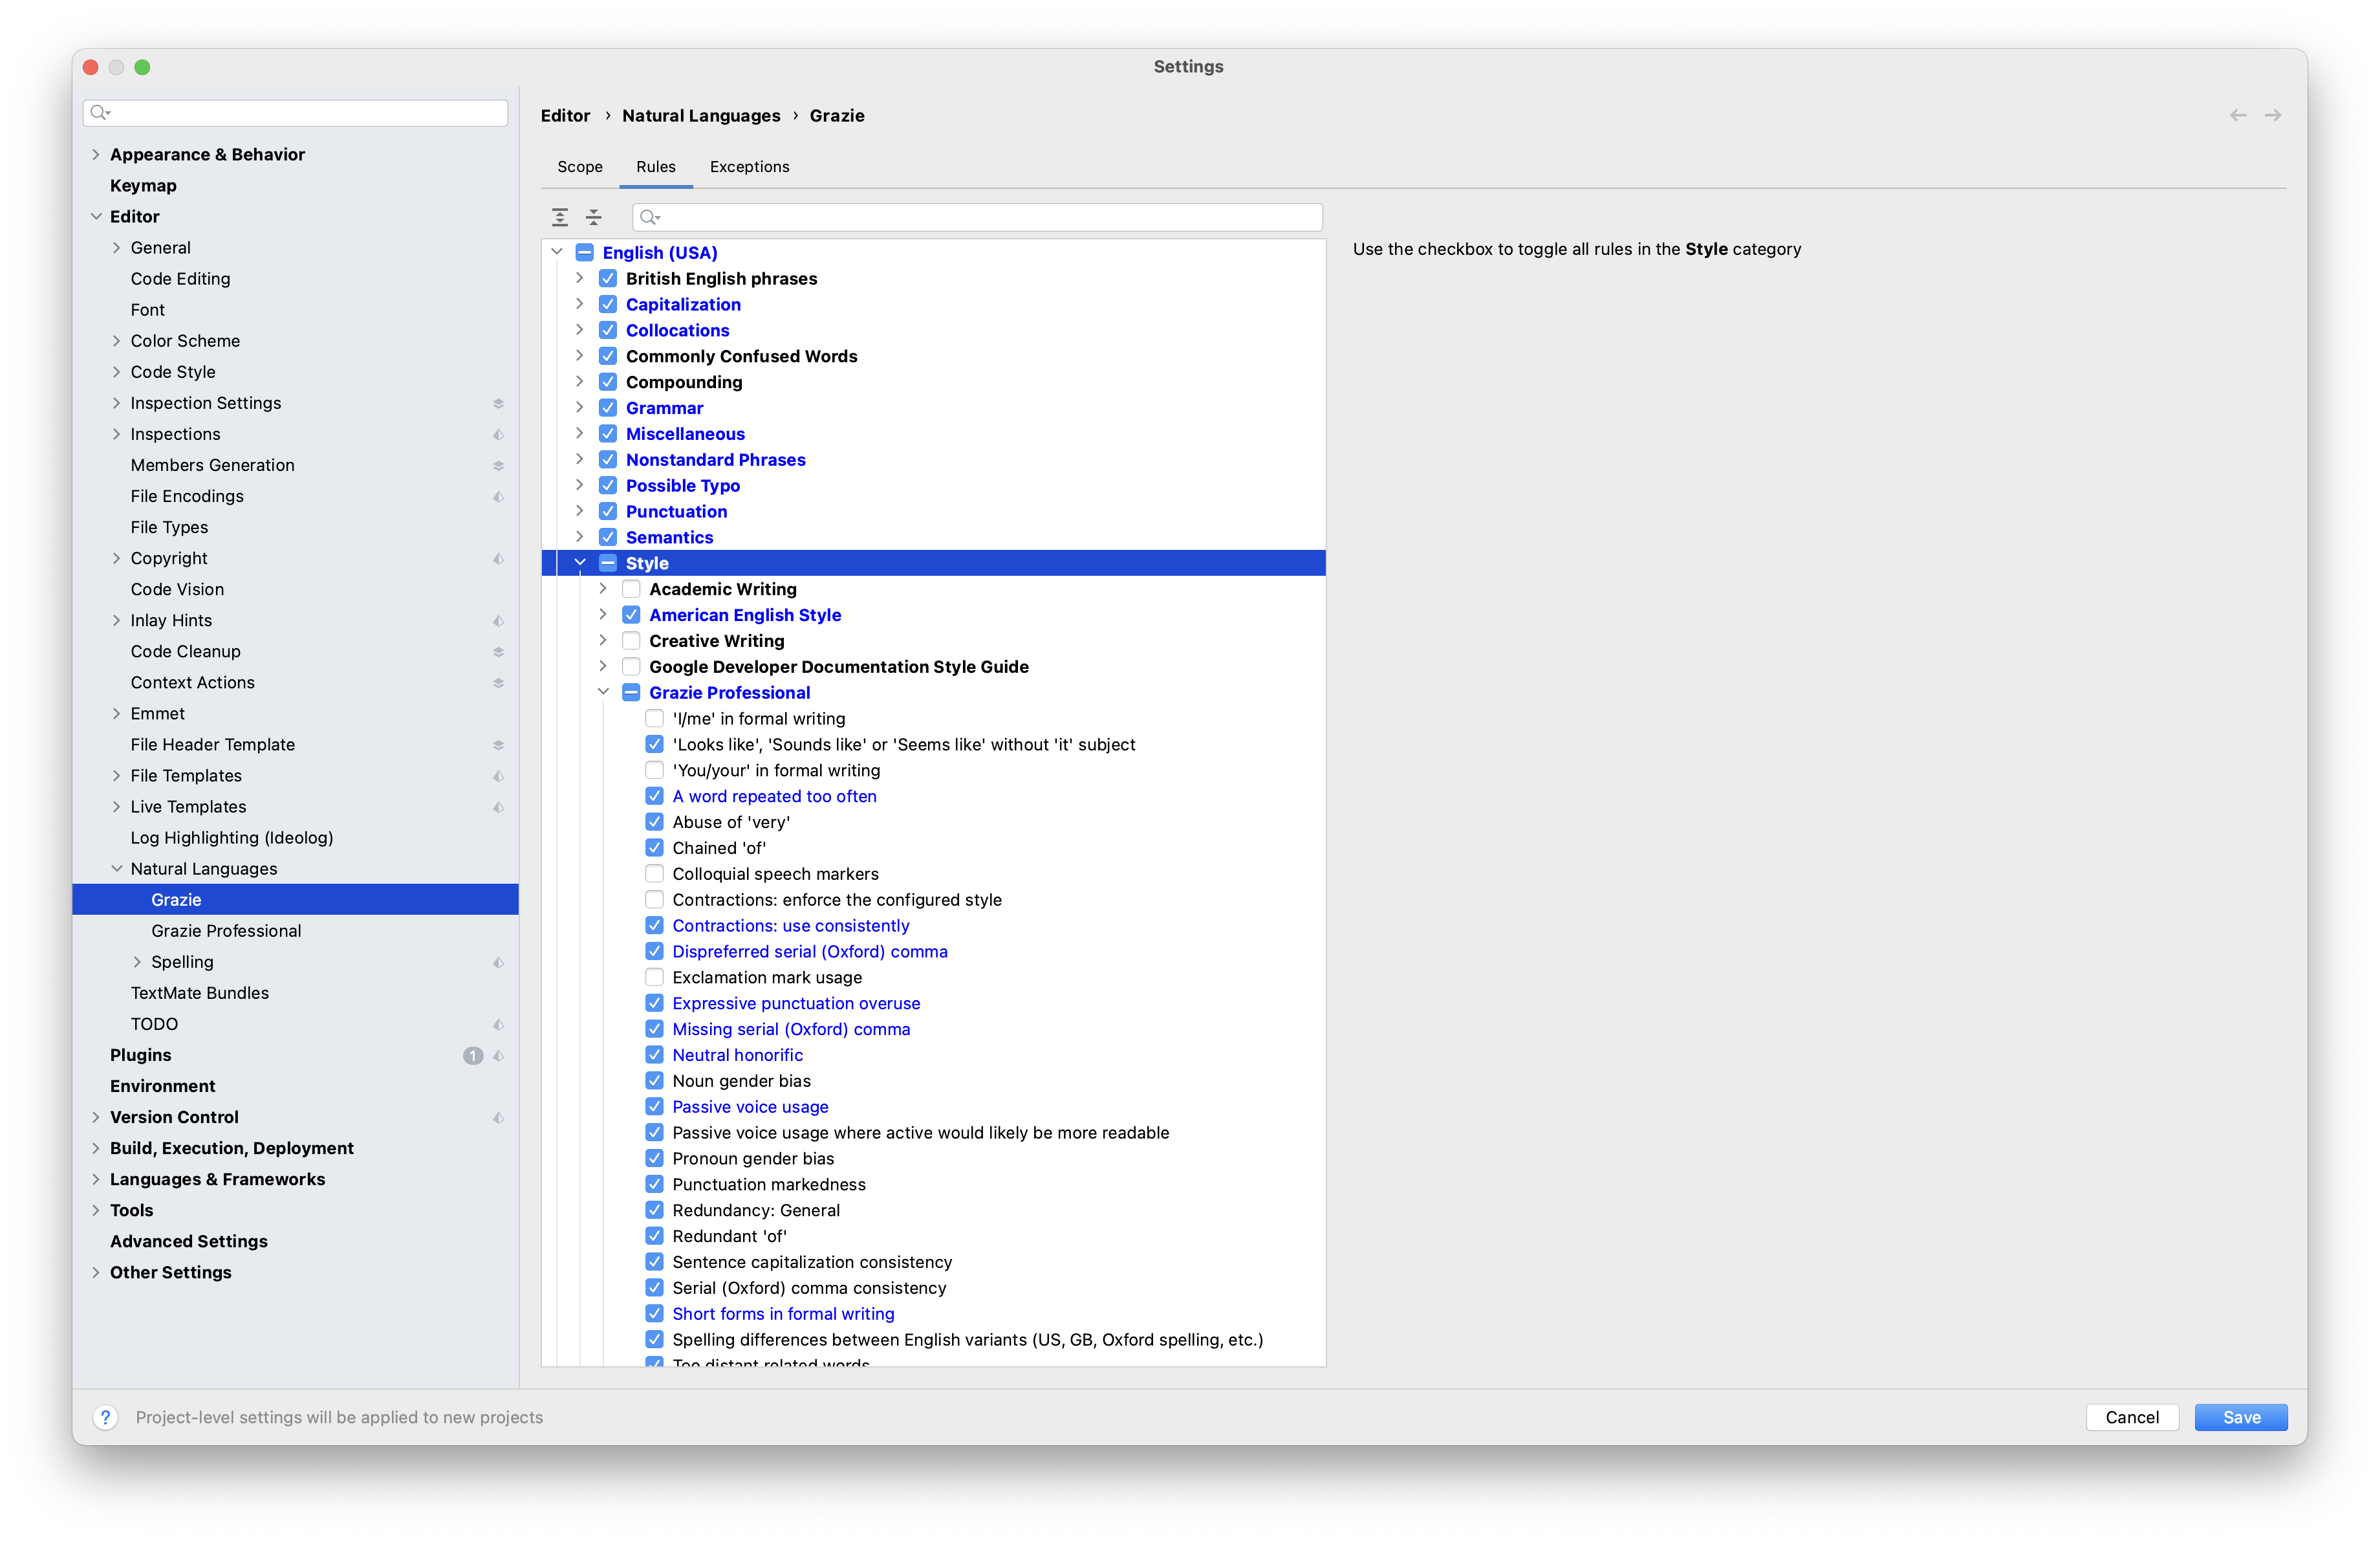 Settings
Appearance & Behavior
Keymap
Editor
General
Code Editing
Font
Color Scheme
Code Style
Inspection Settings
Inspections
Members Generation
File Encodings
File Types
Copyright
Code Vision
Inlay Hints
Code Cleanup
Context Actions
Emmet
File Header Template
File Templates
Live Templates
Log Highlighting (Ideolog)
Natural Languages
Grazie
Grazie Professional
Spelling
TextMate Bundles
TODO
Plugins 1
Environment
Version Control
Build, Execution, Deployment
Languages & Frameworks
Tools
Advanced Settings
Other Settings
Editor › Natural Languages › Grazie
Scope Rules Exceptions
English (USA)
British English phrases
Capitalization
Collocations
Commonly Confused Words
Compounding
Grammar
Miscellaneous
Nonstandard Phrases
Possible Typo
Punctuation
Semantics
Style
Academic Writing
American English Style
Creative Writing
Google Developer Documentation Style Guide
Grazie Professional
'I/me' in formal writing
'Looks like', 'Sounds like' or 'Seems like' without 'it' subject
'You/your' in formal writing
A word repeated too often
Abuse of 'very'
Chained 'of'
Colloquial speech markers
Contractions: enforce the configured style
Contractions: use consistently
Dispreferred serial (Oxford) comma
Exclamation mark usage
Expressive punctuation overuse
Missing serial (Oxford) comma
Neutral honorific
Noun gender bias
Passive voice usage
Passive voice usage where active would likely be more readable
Pronoun gender bias
Punctuation markedness
Redundancy: General
Redundant 'of'
Sentence capitalization consistency
Serial (Oxford) comma consistency
Short forms in formal writing
Spelling differences between English variants (US, GB, Oxford spelling, etc.)
Too distant related words
Use the checkbox to toggle all rules in the Style category
? Project-level settings will be applied to new projects
Cancel Save